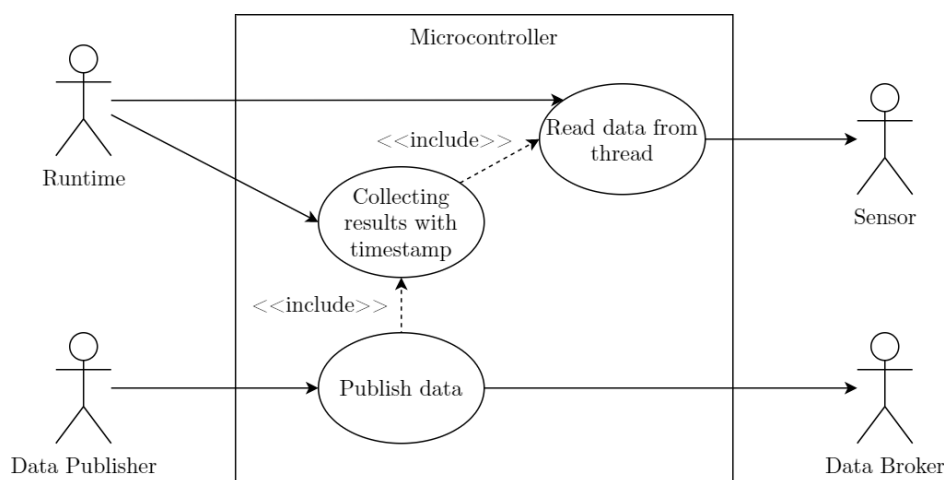 Microcontroller
Read data from
thread
<<include>>
Runtime
Collecting
results with
timestamp
Sensor
<<include>>
Publish data
Data Publisher
Data Broker